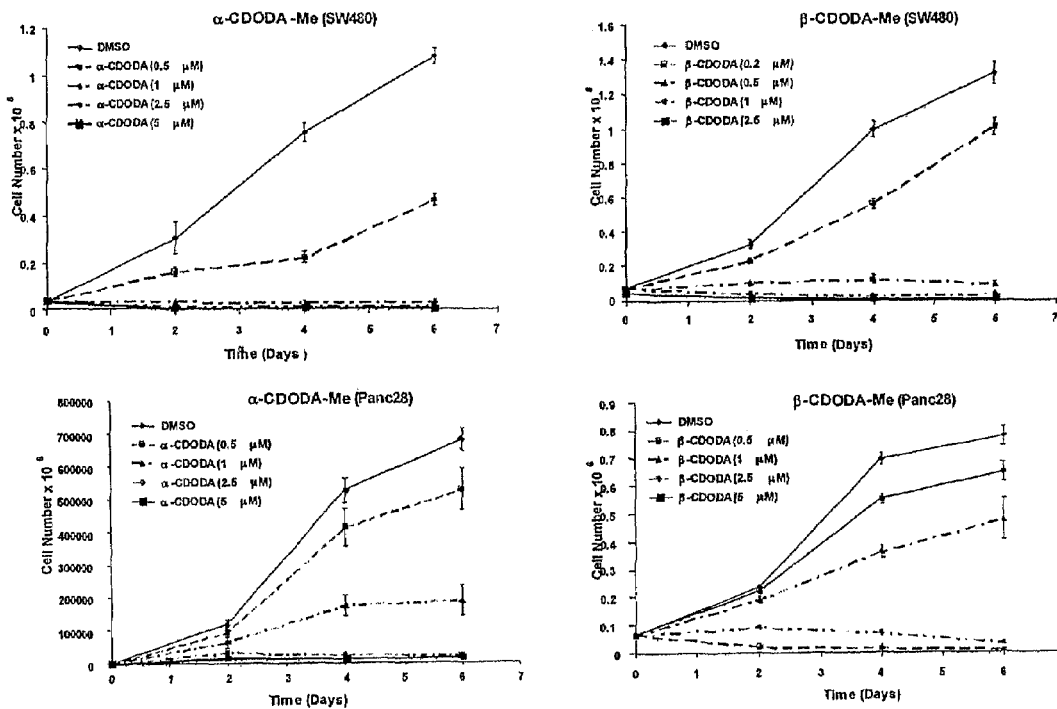 α-CDODA -Me (SW480)
1.2
1
0.8
0.6
0.4
0.2
0
Cell Number x 10
DMSO
α-CDODA (0.5 μM)
α-CDODA (1 μM)
α-CDODA (2.5 μM)
α-CDODA (5 μM)
0 1 2 3 4 5 6 7
Time (Days)
β-CDODA-Me (SW480)
1.6
1.4
1.2
1
0.8
0.6
0.4
0.2
0
Cell Number x 10
DMSO
β-CDODA (0.2 μM)
β-CDODA (0.5 μM)
β-CDODA (1 μM)
β-CDODA (2.5 μM)
0 1 2 3 4 5 6 7
Time (Days)
α-CDODA-Me (Panc28)
800000
700000
600000
500000
400000
300000
200000
100000
0
Cell Number x 10
DMSO
α-CDODA (0.5 μM)
α-CDODA (1 μM)
α-CDODA (2.5 μM)
α-CDODA (5 μM)
0 1 2 3 4 5 6 7
Time (Days)
β-CDODA-Me (Panc28)
0.9
0.8
0.7
0.6
0.5
0.4
0.3
0.2
0.1
0
Cell Number x 10
DMSO
β-CDODA (0.5 μM)
β-CDODA (1 μM)
β-CDODA (2.5 μM)
β-CDODA (5 μM)
0 1 2 3 4 5 6
Time (Days)